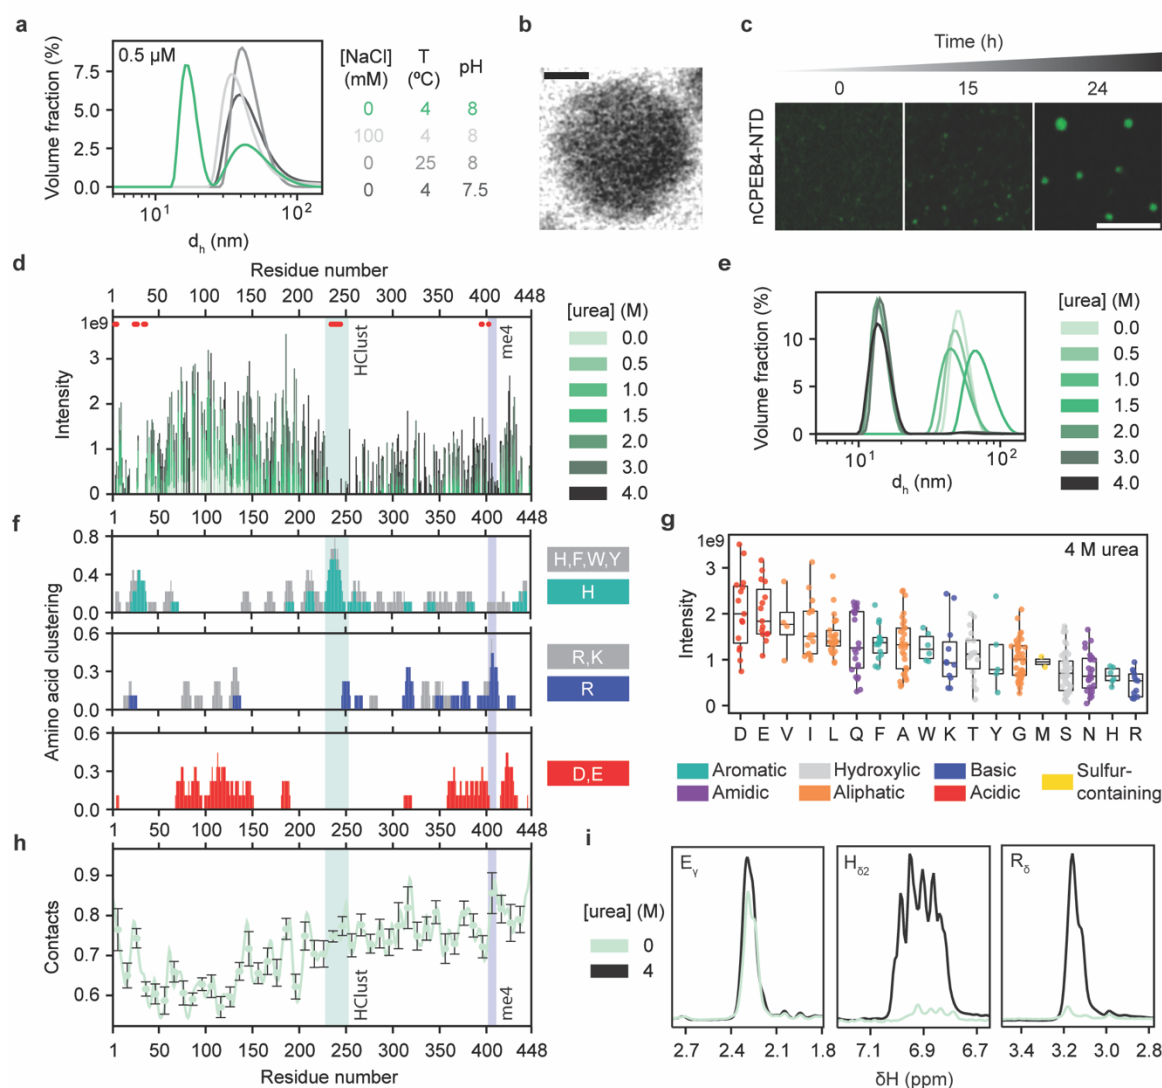 a
0.5 µM
Volume fraction (%)
7.5
5.0
2.5
0.0
10¹ 10²
dₕ (nm)
[NaCl] (mM) T (ºC) pH
0 4 8
100 4 8
0 25 8
0 4 7.5
b
c
Time (h)
0 15 24
nCPEB4-NTD
d
Residue number
1 50 100 150 200 250 300 350 400 448
1e9
3
2
1
0
Intensity
HClust
me4
1 50 100 150 200 250 300 350 400 448
[urea] (M)
0.0
0.5
1.0
1.5
2.0
3.0
4.0
e
Volume fraction (%)
10
5
0
10¹ 10²
dₕ (nm)
[urea] (M)
0.0
0.5
1.0
1.5
2.0
3.0
4.0
f
Amino acid clustering
0.8
0.4
0.1
H,F,W,Y
H
0.6
0.3
0.0
R,K
R
0.6
0.3
0.0
D,E
1 50 100 150 200 250 300 350 400 448
g
1e9
4 M urea
Intensity
3
2
1
0
D E V I L Q F A W K T Y G M S N H R
Aromatic
Hydroxylic
Basic
Sulfur-containing
Amidic
Aliphatic
Acidic
h
Contacts
0.9
0.8
0.7
0.6
HClust
me4
1 50 100 150 200 250 300 350 400 448
Residue number
i
[urea] (M)
0
4
Eᵧ
H_δ2
R_δ
2.7 2.4 2.1 1.8
7.1 6.9 6.7
3.4 3.2 3.0 2.8
δH (ppm)